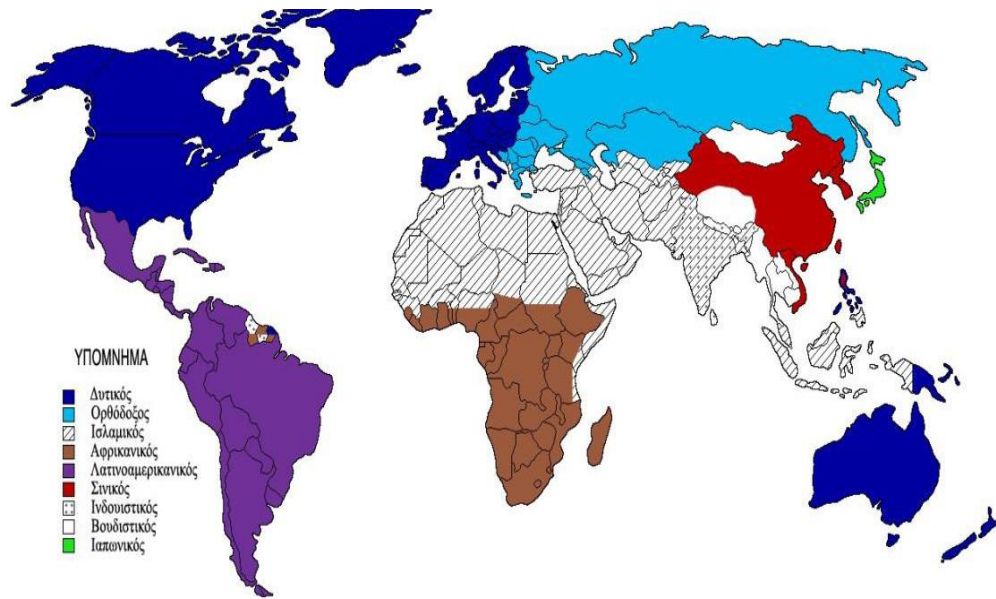 ΥΠΟΜΝΗΜΑ
Δυτικός
Ορθόδοξος
Ισλαμικός
Αφρικανικός
Λατινοαμερικανικός
Σινικός
Ινδουιστικός
Βουδιστικός
Ιαπωνικός